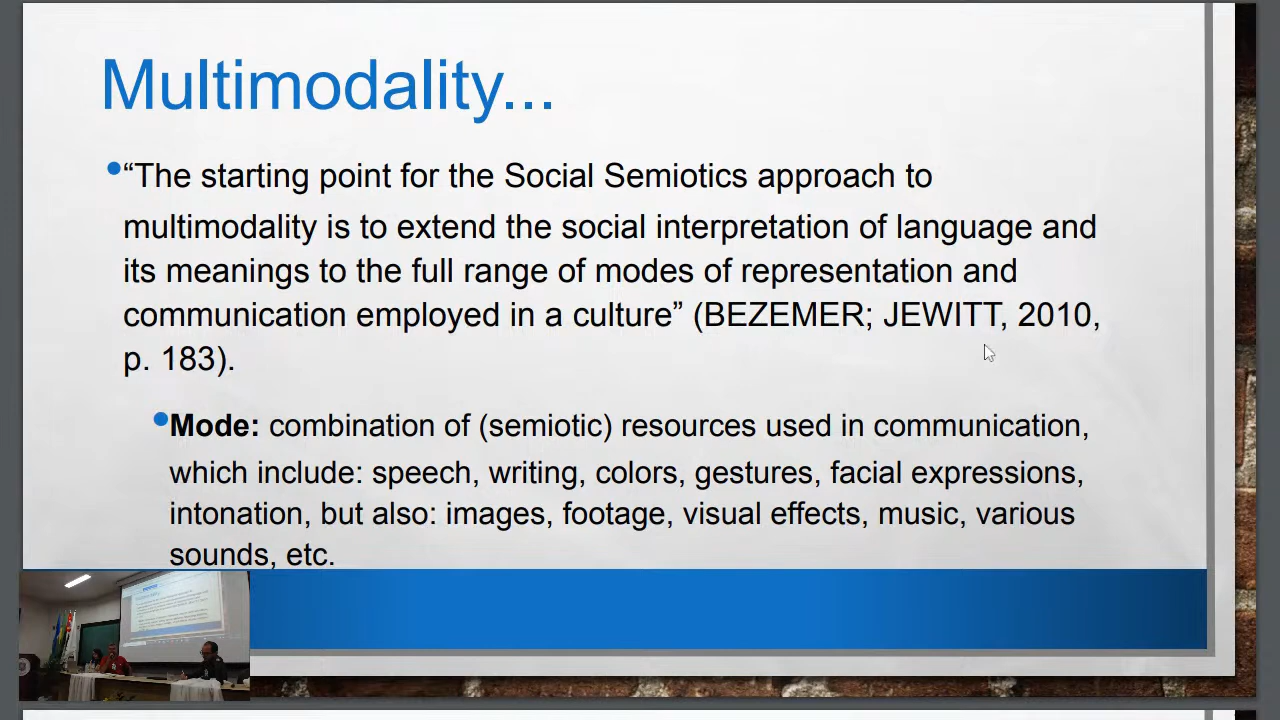 Multimodality...
“The starting point for the Social Semiotics approach to
multimodality is to extend the social interpretation of language and
its meanings to the full range of modes of representation and
communication employed in a culture” (BEZEMER; JEWITT, 2010,
p. 183).
Mode: combination of (semiotic) resources used in communication,
which include: speech, writing, colors, gestures, facial expressions,
intonation, but also: images, footage, visual effects, music, various
sounds, etc.